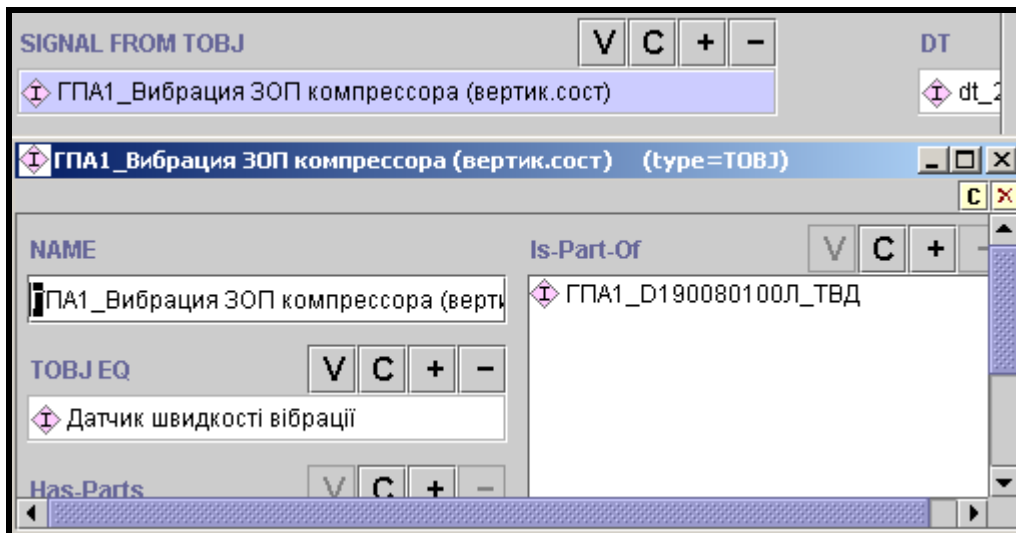 SIGNAL FROM TOBJ V C + − DT
ГПА1_Вибрация ЗОП компрессора (вертик.сост) dt_2
ГПА1_Вибрация ЗОП компрессора (вертик.сост) (type=TOBJ)
C
NAME Is-Part-Of V C + −
ГПА1_Вибрация ЗОП компрессора (верти ГПА1_D190080100Л_ТВД
TOBJ EQ V C + −
Датчик швидкості вібрації
Has-Parts V C + −